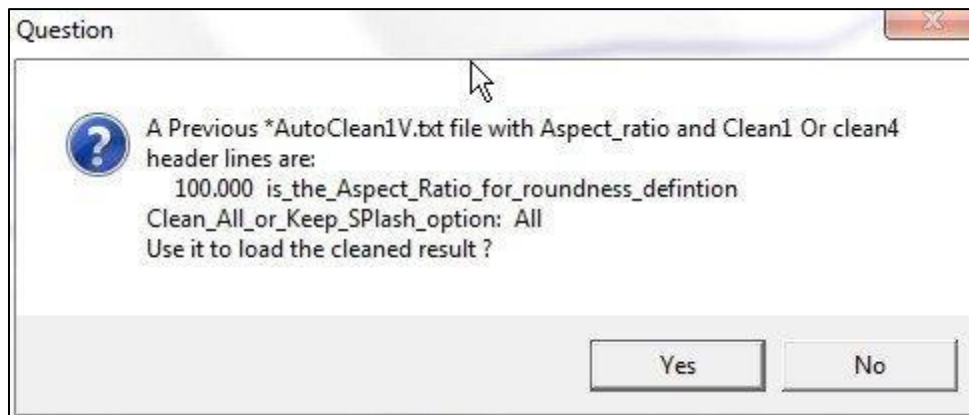 Question
A Previous *AutoClean1V.txt file with Aspect_ratio and Clean1 Or clean4
header lines are:
100.000 is_the_Aspect_Ratio_for_roundness_defintion
Clean_All_or_Keep_SPlash_option: All
Use it to load the cleaned result ?
Yes
No